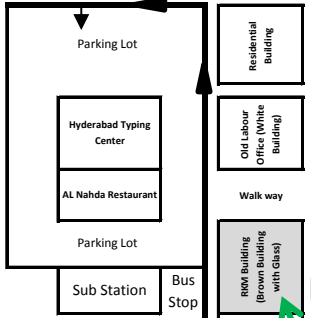 Parking Lot
Residential
Building
Hyderabad Typing
Center
Old Labour
Office (White
Building)
AL Nahda Restaurant
Walk way
Parking Lot
RKM Building
(Brown Building
with Glass)
Sub Station
Bus
Stop